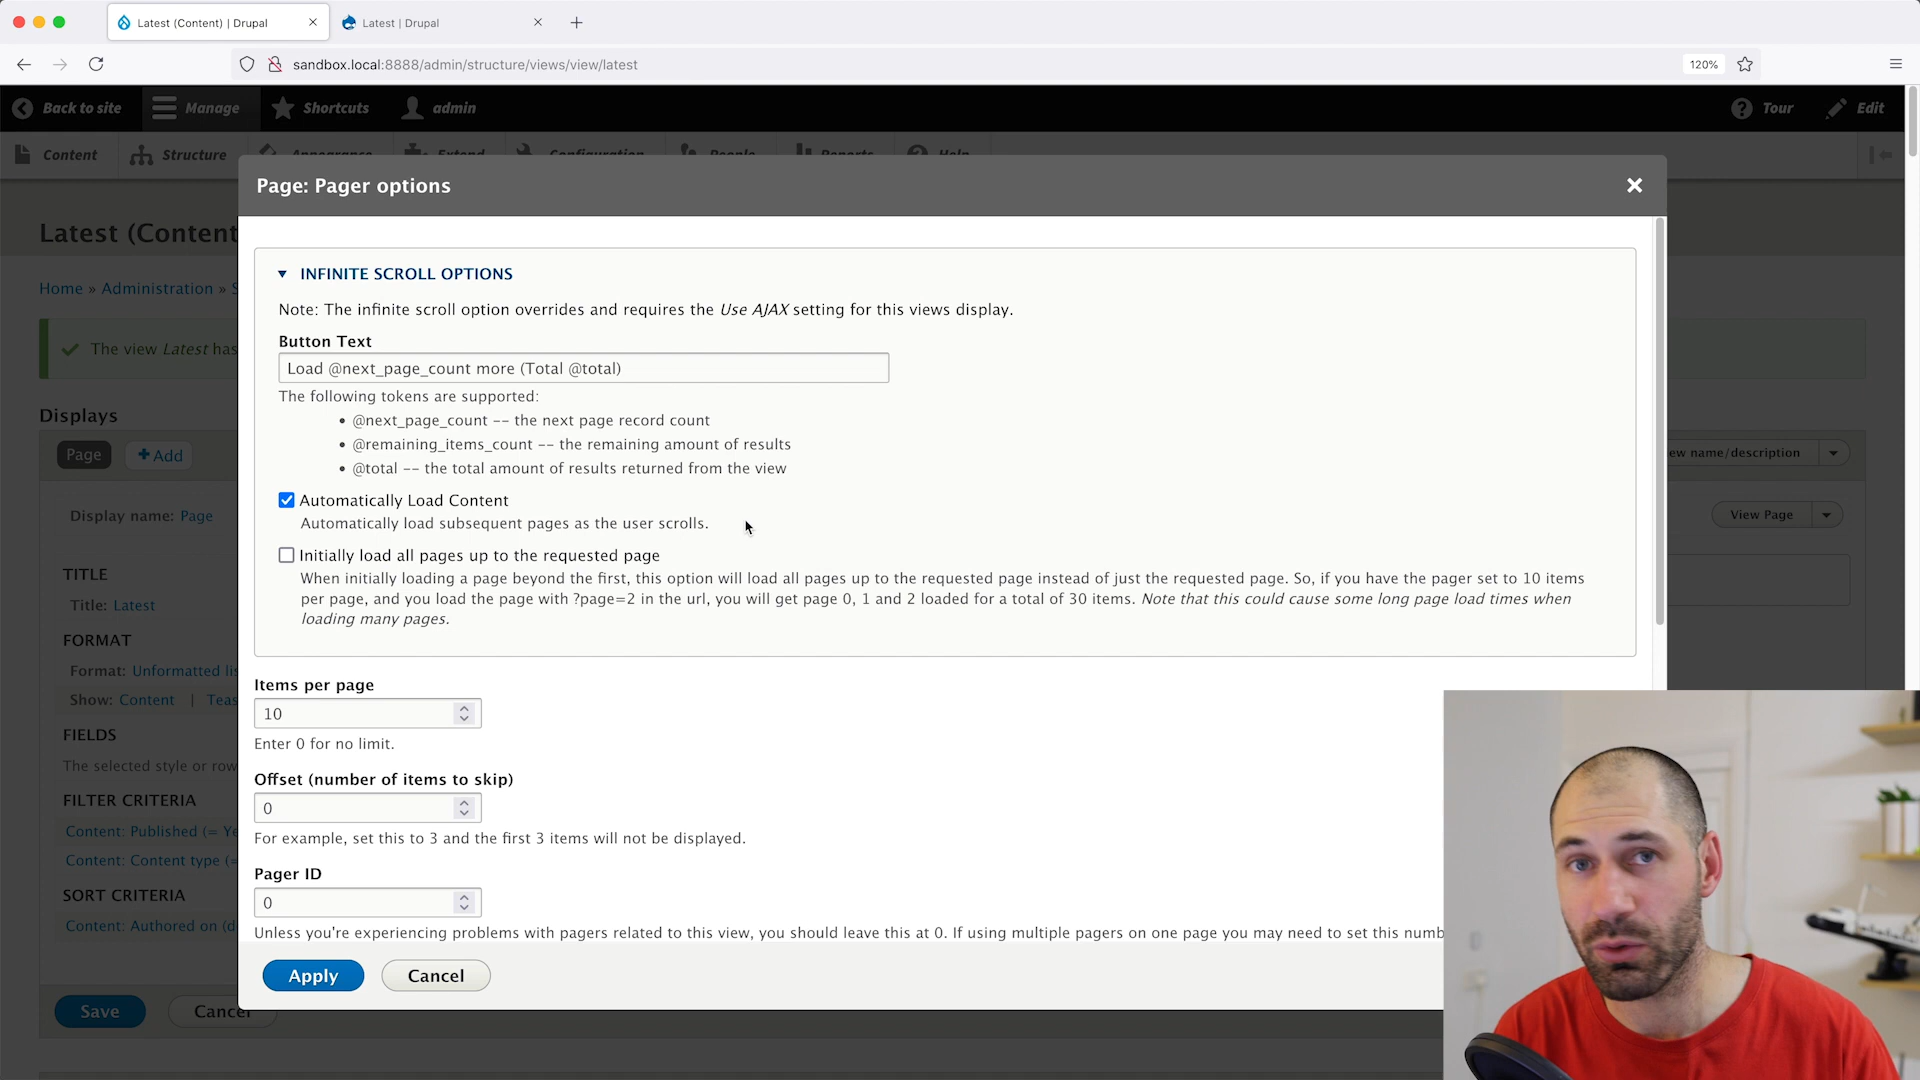 Latest (Content) | Drupal
Latest | Drupal
sandbox.local:8888/admin/structure/views/view/latest
120%
Back to site
Manage
Shortcuts
admin
Tour
Edit
Content
Structure
Appearance
Extend
Configuration
People
Reports
Help
Page: Pager options
Latest (Content
Home » Administration » S
The view Latest has
Displays
Page
Add
ew name/description
Display name: Page
View Page
TITLE
Title: Latest
FORMAT
Format: Unformatted lis
Show: Content | Teas
FIELDS
The selected style or row
FILTER CRITERIA
Content: Published (= Ye
Content: Content type (=
SORT CRITERIA
Content: Authored on (d
Save
Cancel
INFINITE SCROLL OPTIONS
Note: The infinite scroll option overrides and requires the Use AJAX setting for this views display.
Button Text
Load @next_page_count more (Total @total)
The following tokens are supported:
• @next_page_count -- the next page record count
• @remaining_items_count -- the remaining amount of results
• @total -- the total amount of results returned from the view
Automatically Load Content
Automatically load subsequent pages as the user scrolls.
Initially load all pages up to the requested page
When initially loading a page beyond the first, this option will load all pages up to the requested page instead of just the requested page. So, if you have the pager set to 10 items
per page, and you load the page with ?page=2 in the url, you will get page 0, 1 and 2 loaded for a total of 30 items. Note that this could cause some long page load times when
loading many pages.
Items per page
10
Enter 0 for no limit.
Offset (number of items to skip)
0
For example, set this to 3 and the first 3 items will not be displayed.
Pager ID
0
Unless you're experiencing problems with pagers related to this view, you should leave this at 0. If using multiple pagers on one page you may need to set this numb
Apply
Cancel